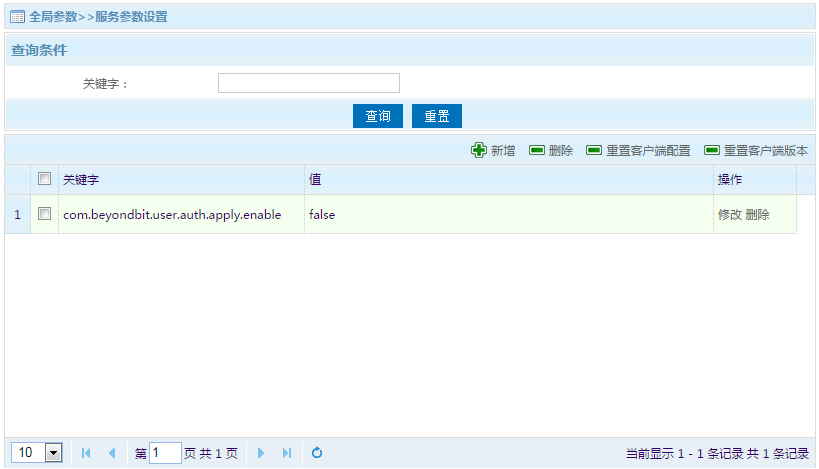 全局参数>>服务参数设置
查询条件
关键字：
查询 重置
新增 删除 重置客户端配置 重置客户端版本
关键字 值 操作
1 com.beyondbit.user.auth.apply.enable false 修改 删除
10 第 1 页 共 1 页 当前显示 1 - 1 条记录 共 1 条记录